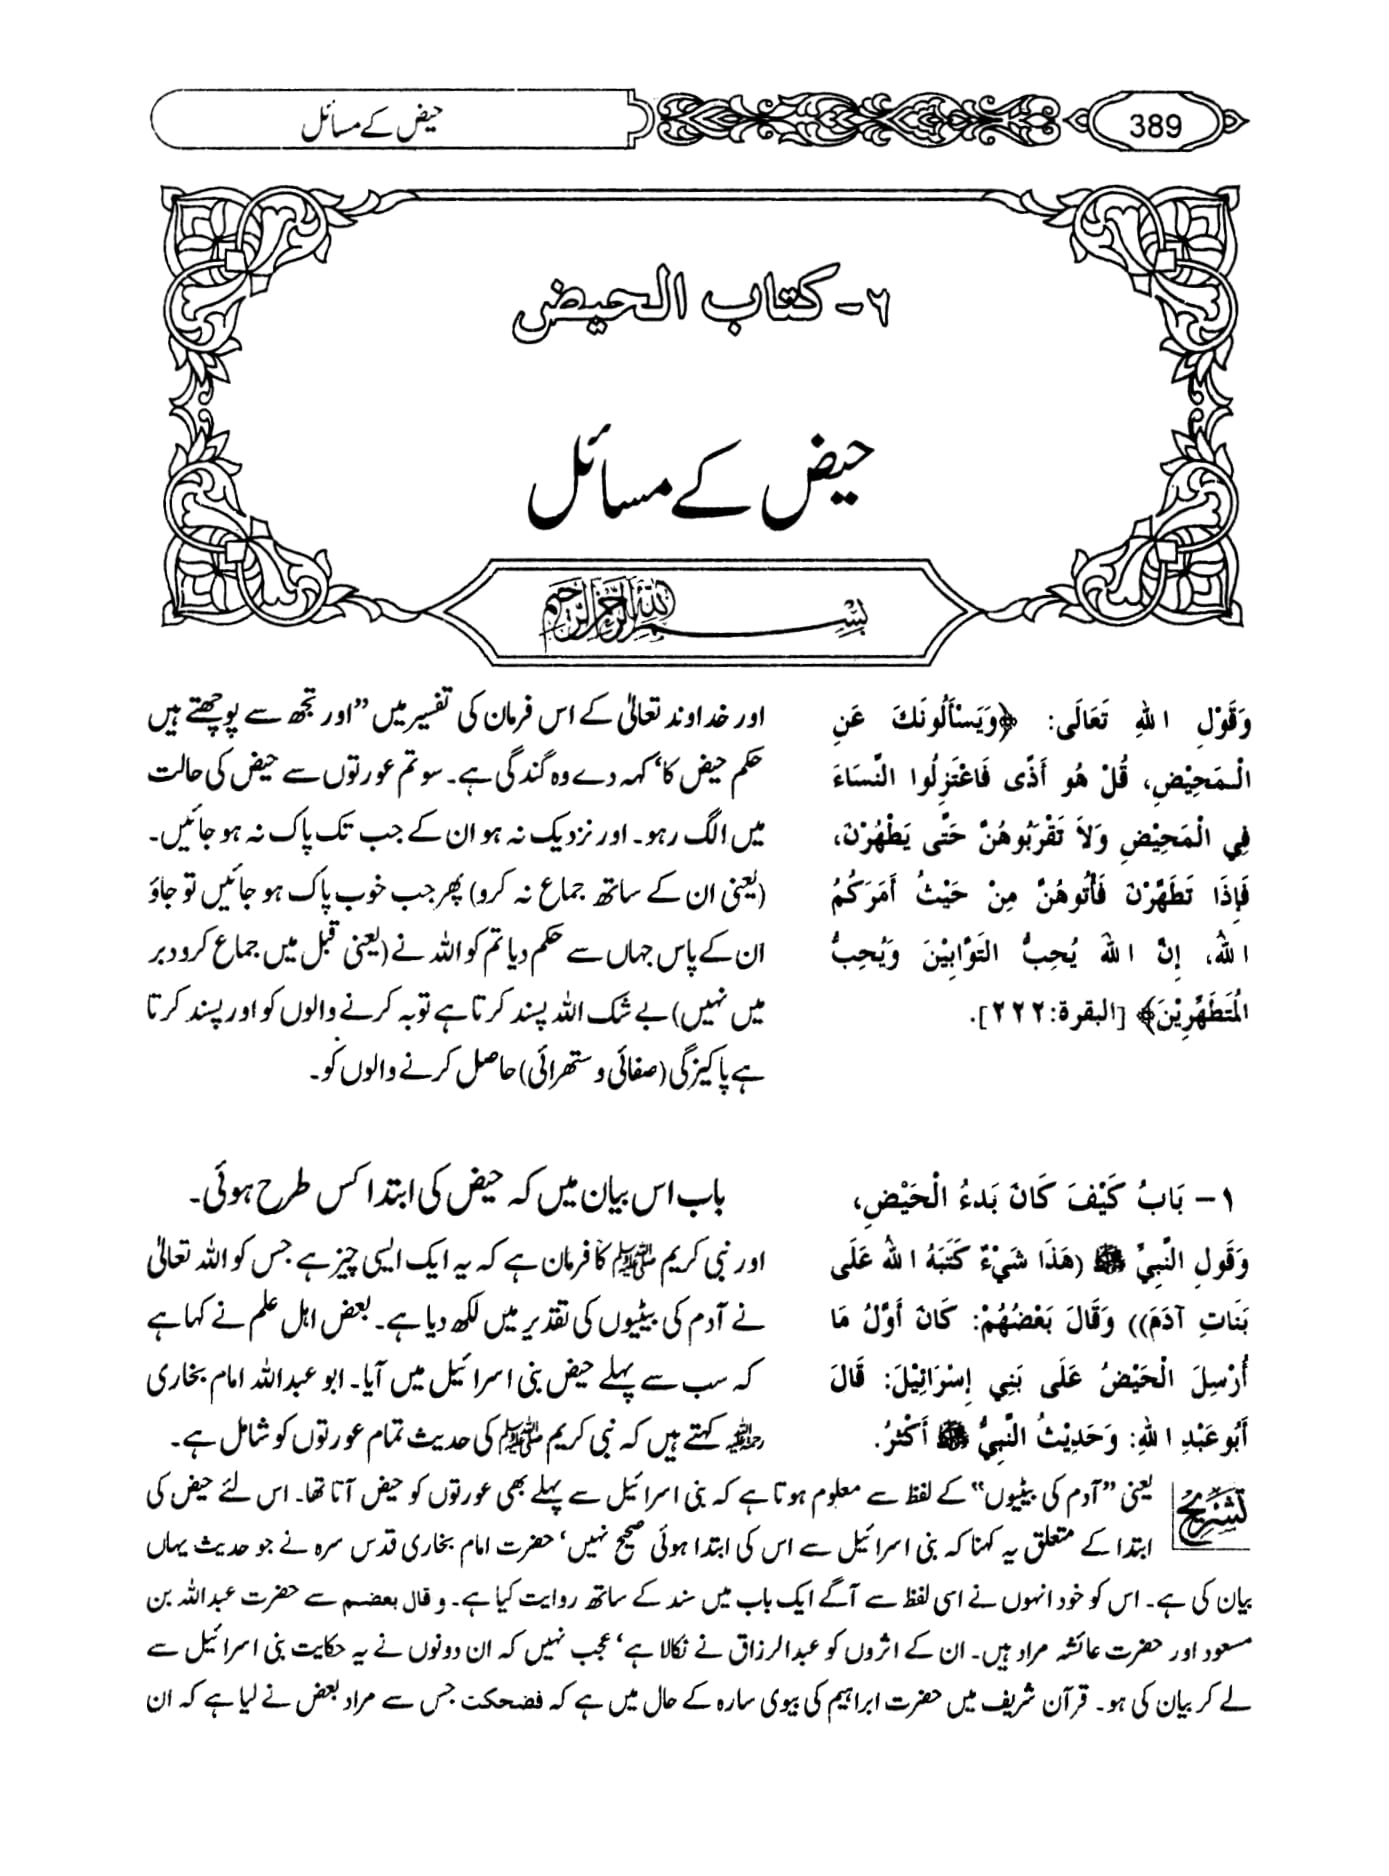 حیض کے مسائل
389
۶- کتاب الحیض
حیض کے مسائل
بسم اللہ الرحمٰن الرحیم
وَقَوْلِ اللهِ تَعَالَى: ﴿وَيَسْأَلُونَكَ عَنِ
الْـمَحِيْضِ، قُلْ هُو أَذًى فَاعْتَزِلُوا النِّسَاءَ
فِي الْمَحِيْضِ وَلاَ تَقْرَبُوهُنَّ حَتَّى يَطْهُرْنَ،
فَإِذَا تَطَهَّرْنَ فَأْتُوهُنَّ مِنْ حَيْثُ أَمَرَكُمُ
اللهُ، إِنَّ اللهَ يُحِبُّ التَوَّابِيْنَ وَيُحِبُّ
الْمُتَطَهِّرِيْنَ﴾ [البقرة:۲۲۲].
اور خداوند تعالیٰ کے اس فرمان کی تفسیر میں ”اور تجھ سے پوچھتے ہیں
حکم حیض کا‘ کہہ دے وہ گندگی ہے۔ سو تم عورتوں سے حیض کی حالت
میں الگ رہو۔ اور نزدیک نہ ہو ان کے جب تک پاک نہ ہو جائیں۔
(یعنی ان کے ساتھ جماع نہ کرو) پھر جب خوب پاک ہو جائیں تو جاؤ
ان کے پاس جہاں سے حکم دیا تم کو اللہ نے (یعنی قبل میں جماع کرو دبر
میں نہیں) بے شک اللہ پسند کرتا ہے توبہ کرنے والوں کو اور پسند کرتا
ہے پاکیزگی (صفائی و ستھرائی) حاصل کرنے والوں کو۔
۱- بَابُ كَيْفَ كَانَ بَدءُ الْحَيْضِ،
وَقَولِ النَّبِيِّ ﷺ (هَذَا شَيْءٌ كَتَبَهُ اللهُ عَلَى
بَنَاتِ آدَمَ)) وَقَالَ بَعْضُهُمْ: كَانَ أَوَّلُ مَا
أُرْسِلَ الْحَيْضُ عَلَى بَنِي إِسْرَائِيْلَ: قَالَ
أَبُو عَبْدِ اللهِ: وَحَدِيْثُ النَّبِيُّ ﷺ أَكْثرُ.
باب اس بیان میں کہ حیض کی ابتدا کس طرح ہوئی۔
اور نبی کریم ﷺ کا فرمان ہے کہ یہ ایک ایسی چیز ہے جس کو اللہ تعالیٰ
نے آدم کی بیٹیوں کی تقدیر میں لکھ دیا ہے۔ بعض اہل علم نے کہا ہے
کہ سب سے پہلے حیض بنی اسرائیل میں آیا۔ ابو عبداللہ امام بخاری
رحمۃ اللہ علیہ کہتے ہیں کہ نبی کریم ﷺ کی حدیث تمام عورتوں کو شامل ہے۔
تشریح
یعنی ”آدم کی بیٹیوں“ کے لفظ سے معلوم ہوتا ہے کہ بنی اسرائیل سے پہلے بھی عورتوں کو حیض آتا تھا۔ اس لئے حیض کی
ابتدا کے متعلق یہ کہنا کہ بنی اسرائیل سے اس کی ابتدا ہوئی صحیح نہیں‘ حضرت امام بخاری قدس سرہ نے جو حدیث یہاں
بیان کی ہے۔ اس کو خود انہوں نے اسی لفظ سے آگے ایک باب میں سند کے ساتھ روایت کیا ہے۔ وقال بعضهم سے حضرت عبداللہ بن
مسعود اور حضرت عائشہ مراد ہیں۔ ان کے اثروں کو عبدالرزاق نے نکالا ہے‘ عجب نہیں کہ ان دونوں نے یہ حکایت بنی اسرائیل سے
لے کر بیان کی ہو۔ قرآن شریف میں حضرت ابراہیم کی بیوی سارہ کے حال میں ہے کہ فضحکت جس سے مراد بعض نے لیا ہے کہ ان